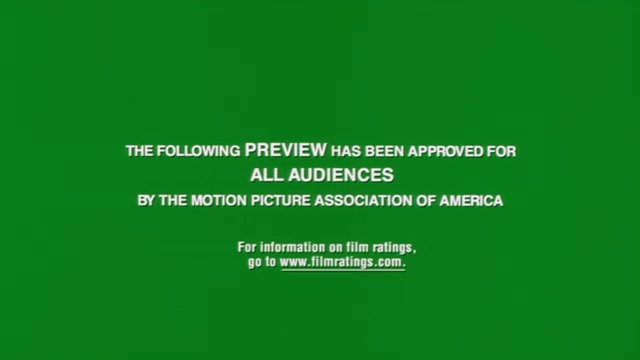 THE FOLLOWING PREVIEW HAS BEEN APPROVED FOR
ALL AUDIENCES
BY THE MOTION PICTURE ASSOCIATION OF AMERICA
For information on film ratings,
go to www.filmratings.com.